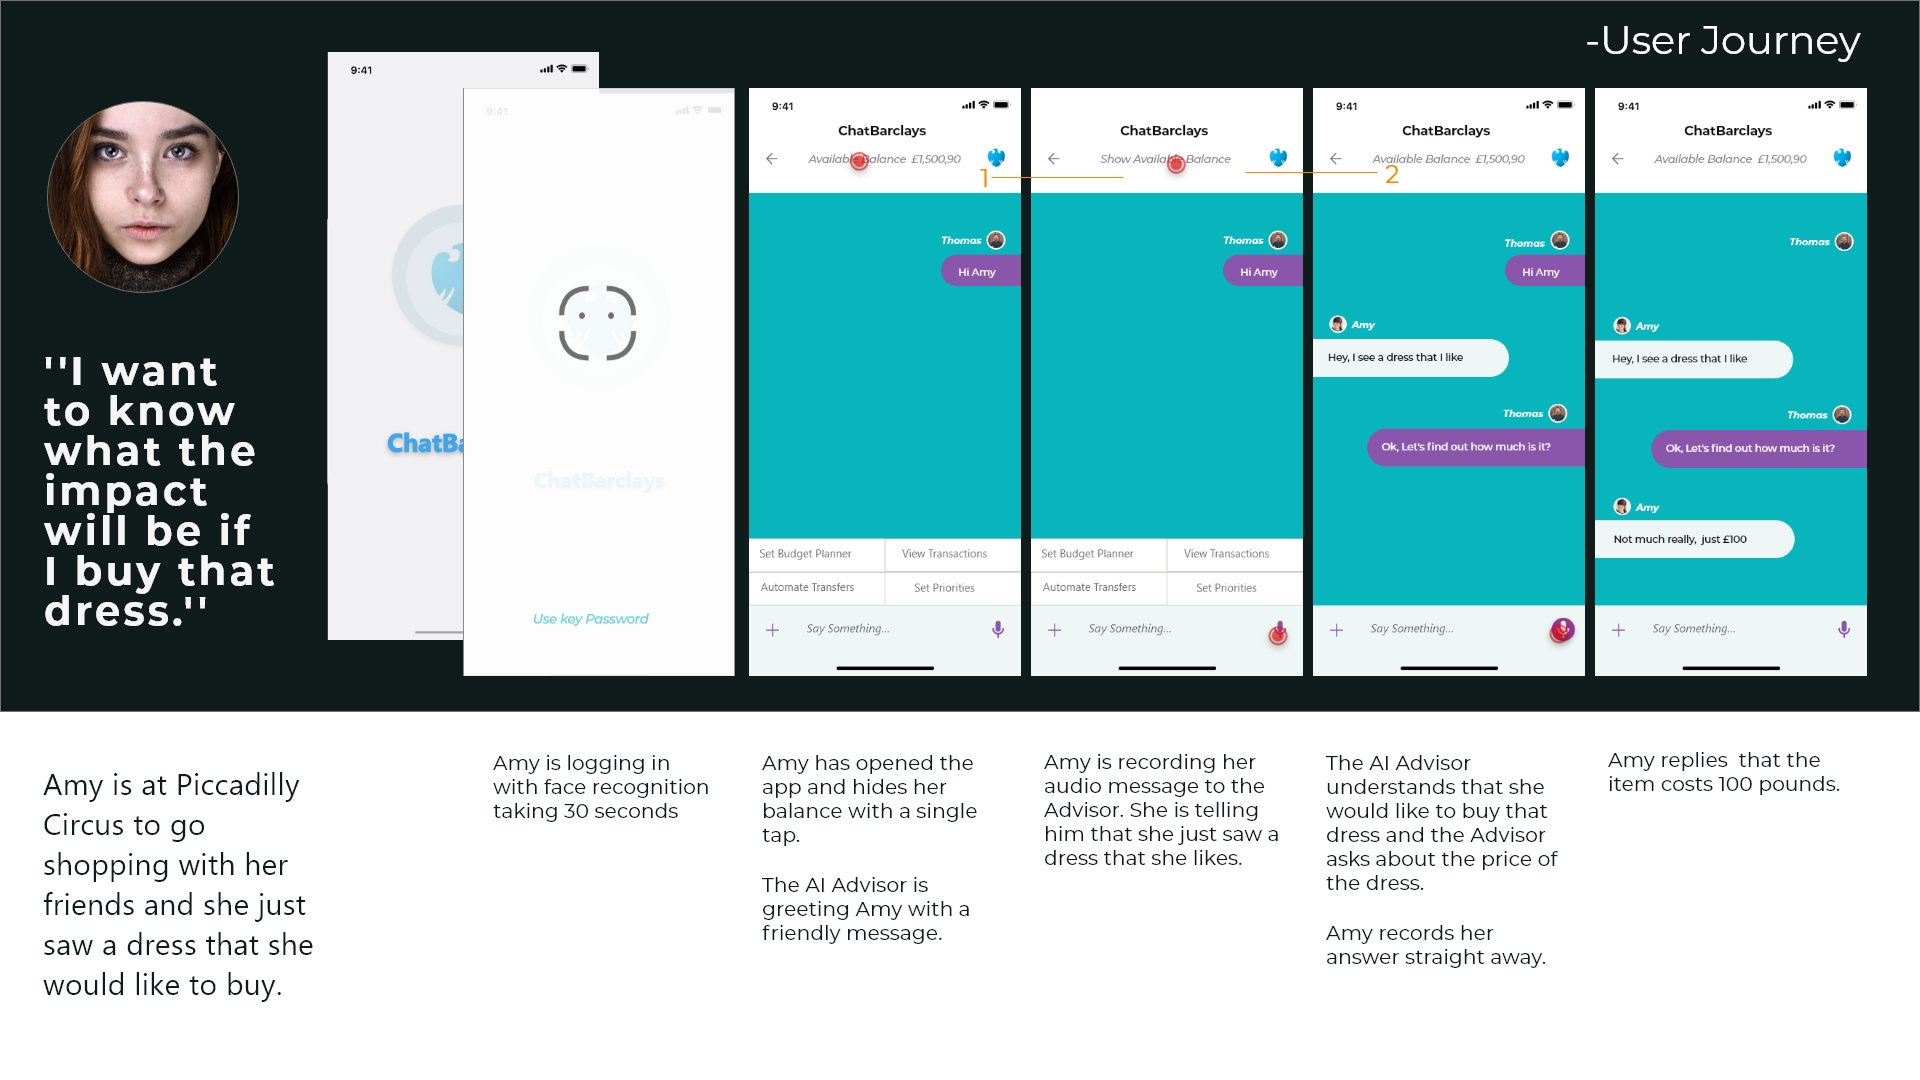 -User Journey
''I want
to know
what the
impact
will be if
I buy that
dress.''
9:41
ChatBa
9:41
ChatBarclays
Use key Password
9:41
ChatBarclays
Available Balance £1,500,90
1
Thomas
Hi Amy
Set Budget Planner
View Transactions
Automate Transfers
Set Priorities
Say Something...
ChatBarclays
Show Available Balance
Thomas
Hi Amy
Set Budget Planner
View Transactions
Automate Transfers
Set Priorities
Say Something...
9:41
ChatBarclays
Available Balance £1,500,90
2
Thomas
Hi Amy
Amy
Hey, I see a dress that I like
Thomas
Ok, Let's find out how much is it?
Say Something...
9:41
ChatBarclays
Available Balance £1,500,90
Thomas
Amy
Hey, I see a dress that I like
Thomas
Ok, Let's find out how much is it?
Amy
Not much really, just £100
Say Something...
Amy is at Piccadilly
Circus to go
shopping with her
friends and she just
saw a dress that she
would like to buy.
Amy is logging in
with face recognition
taking 30 seconds
Amy has opened the
app and hides her
balance with a single
tap.
The AI Advisor is
greeting Amy with a
friendly message.
Amy is recording her
audio message to the
Advisor. She is telling
him that she just saw a
dress that she likes.
The AI Advisor
understands that she
would like to buy that
dress and the Advisor
asks about the price of
the dress.
Amy records her
answer straight away.
Amy replies that the
item costs 100 pounds.